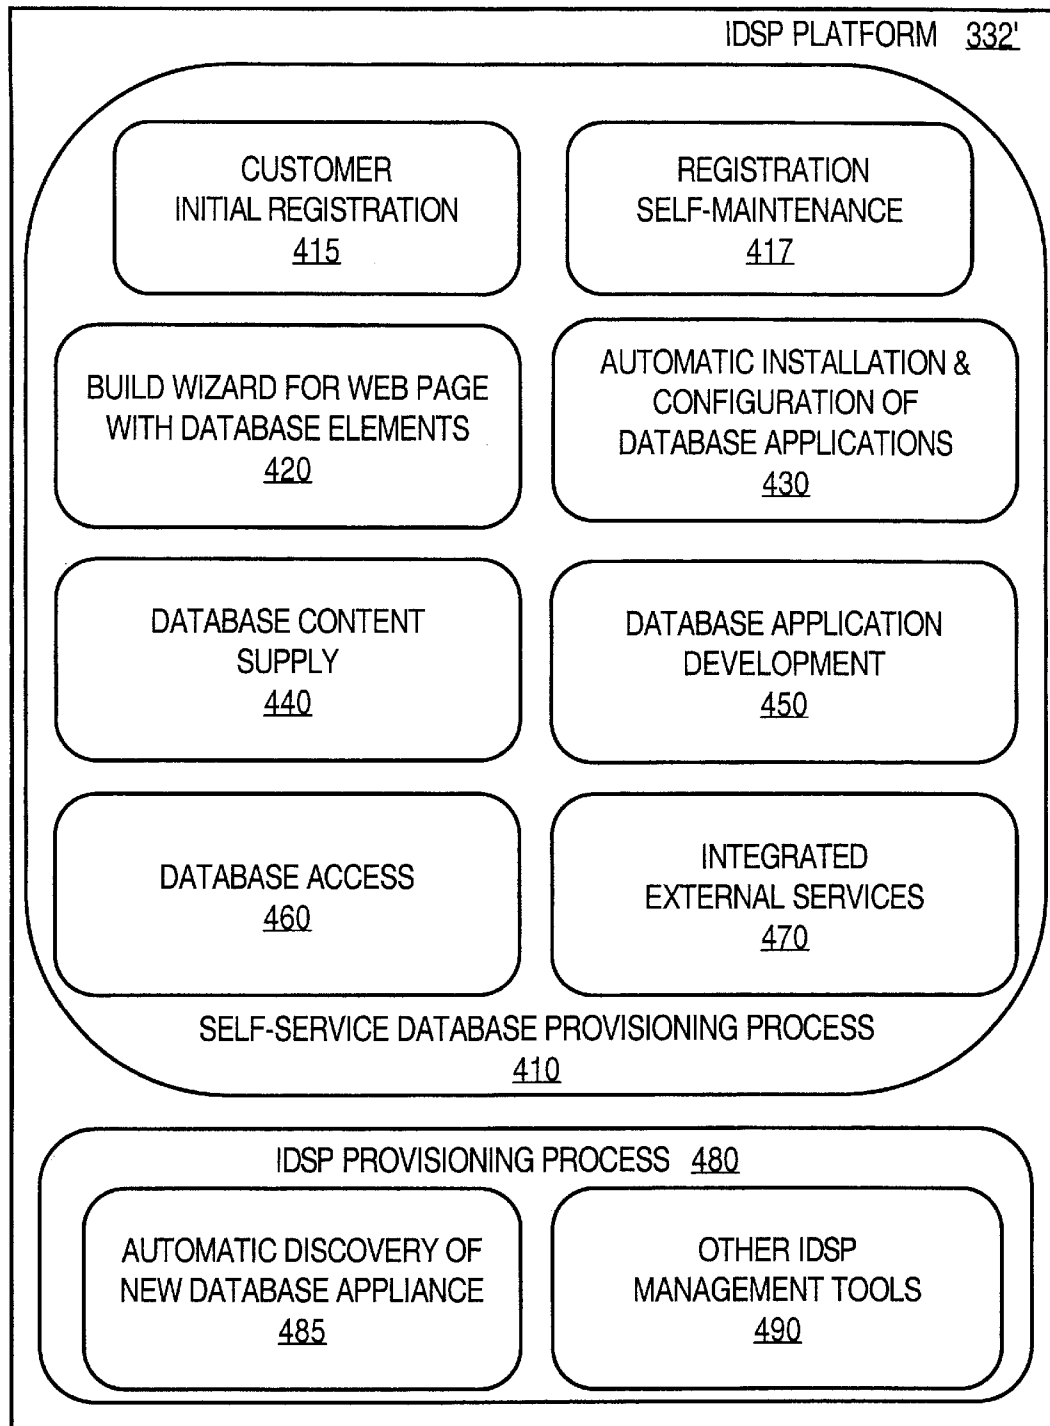 IDSP PLATFORM 332'
CUSTOMER
INITIAL REGISTRATION
415
REGISTRATION
SELF-MAINTENANCE
417
BUILD WIZARD FOR WEB PAGE
WITH DATABASE ELEMENTS
420
AUTOMATIC INSTALLATION &
CONFIGURATION OF
DATABASE APPLICATIONS
430
DATABASE CONTENT
SUPPLY
440
DATABASE APPLICATION
DEVELOPMENT
450
DATABASE ACCESS
460
INTEGRATED
EXTERNAL SERVICES
470
SELF-SERVICE DATABASE PROVISIONING PROCESS
410
IDSP PROVISIONING PROCESS 480
AUTOMATIC DISCOVERY OF
NEW DATABASE APPLIANCE
485
OTHER IDSP
MANAGEMENT TOOLS
490